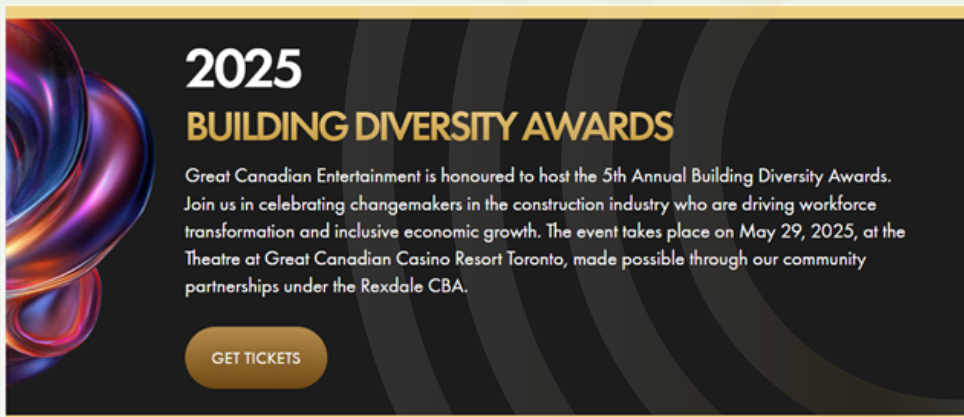 2025
BUILDING DIVERSITY AWARDS
Great Canadian Entertainment is honoured to host the 5th Annual Building Diversity Awards.
Join us in celebrating changemakers in the construction industry who are driving workforce
transformation and inclusive economic growth. The event takes place on May 29, 2025, at the
Theatre at Great Canadian Casino Resort Toronto, made possible through our community
partnerships under the Rexdale CBA.
GET TICKETS